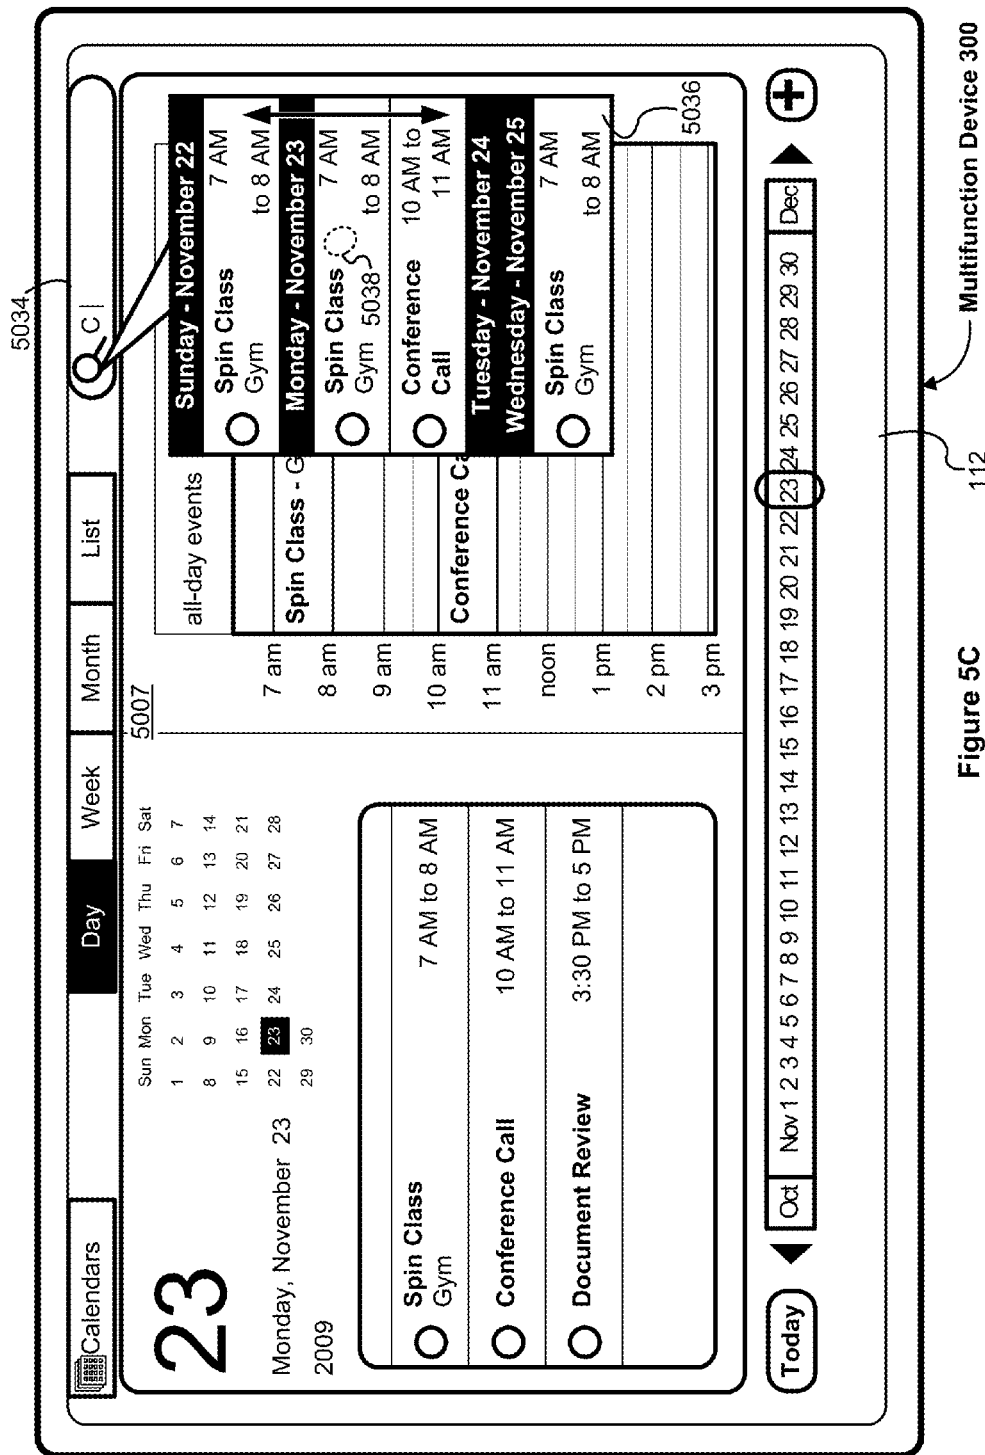 5034
Calendars
Day
Week
Month
List
C
23
Monday, November 23
2009
Sun Mon Tue Wed Thu Fri Sat
1 2 3 4 5 6 7
8 9 10 11 12 13 14
15 16 17 18 19 20 21
22 23 24 25 26 27 28
29 30
5007
Spin Class 7 AM to 8 AM
Gym
Conference Call 10 AM to 11 AM
Document Review 3:30 PM to 5 PM
all-day events
7 am
Spin Class - G
8 am
9 am
10 am
Conference Ca
11 am
noon
1 pm
2 pm
3 pm
Sunday - November 22
Spin Class 7 AM
Gym to 8 AM
Monday - November 23
Spin Class 7 AM
Gym 5038 to 8 AM
Conference 10 AM to
Call 11 AM
Tuesday - November 24
Wednesday - November 25
Spin Class 7 AM
Gym to 8 AM
5036
Today
Oct Nov 1 2 3 4 5 6 7 8 9 10 11 12 13 14 15 16 17 18 19 20 21 22 23 24 25 26 27 28 29 30 Dec
+
112
Multifunction Device 300
Figure 5C